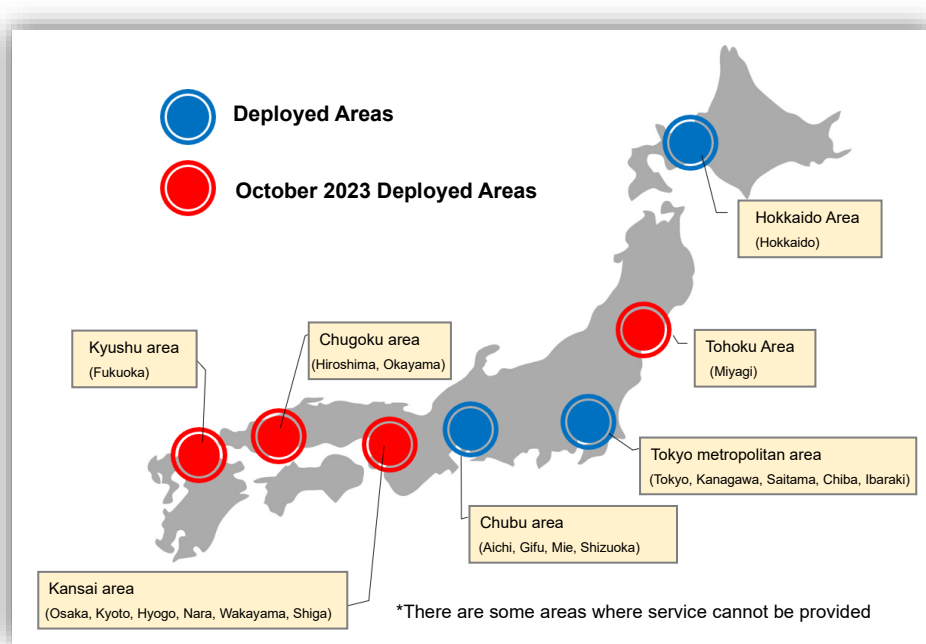 Deployed Areas
October 2023 Deployed Areas
Hokkaido Area
(Hokkaido)
Kyushu area
(Fukuoka)
Chugoku area
(Hiroshima, Okayama)
Tohoku Area
(Miyagi)
Tokyo metropolitan area
(Tokyo, Kanagawa, Saitama, Chiba, Ibaraki)
Chubu area
(Aichi, Gifu, Mie, Shizuoka)
Kansai area
(Osaka, Kyoto, Hyogo, Nara, Wakayama, Shiga)
*There are some areas where service cannot be provided